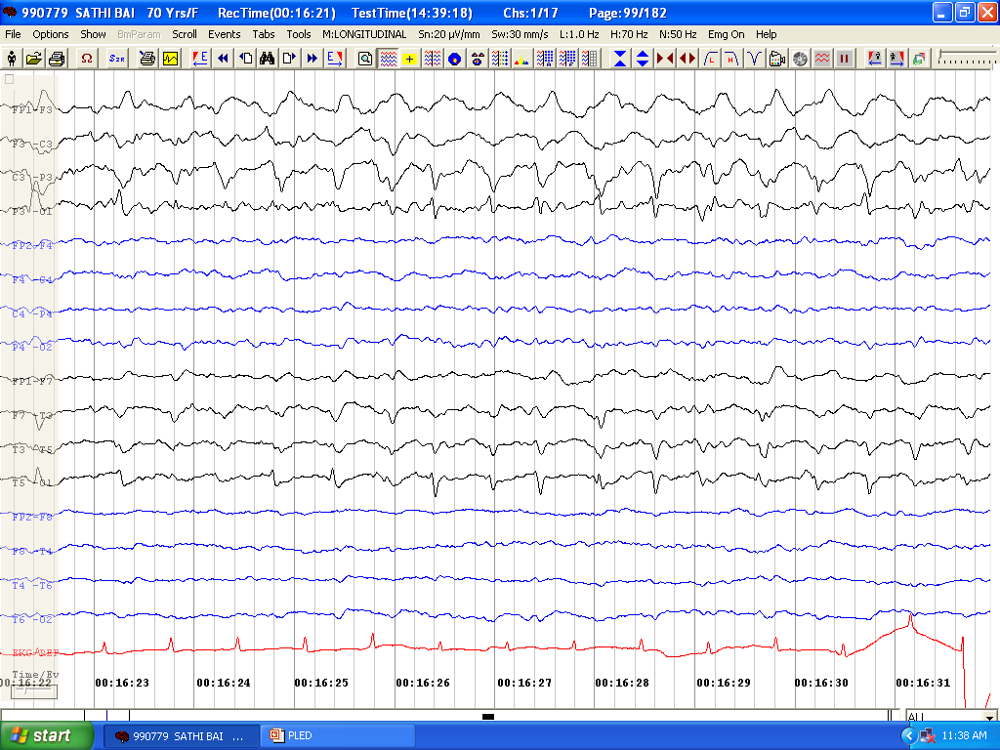 990779 SATHI BAI 70 Yrs/F RecTime(00:16:21) TestTime(14:39:18) Chs:1/17 Page:99/182
File Options Show BmParam Scroll Events Tabs Tools M:LONGITUDINAL Sn:20 µV/mm Sw:30 mm/s L:1.0 Hz H:70 Hz N:50 Hz Emg On Help
FP1-F3
F3 -C3
C3 -P3
P3 -O1
FP2-F4
F4 -C4
C4 -P4
P4 -O2
FP1-F7
F7 -T3
T3 -T5
T5 -O1
FP2-F8
F8 -T4
T4 -T6
T6 -O2
EKG-REF
Time/Ev
00:16:22 00:16:23 00:16:24 00:16:25 00:16:26 00:16:27 00:16:28 00:16:29 00:16:30 00:16:31
ALL
start 990779 SATHI BAI ... PLED 11:38 AM